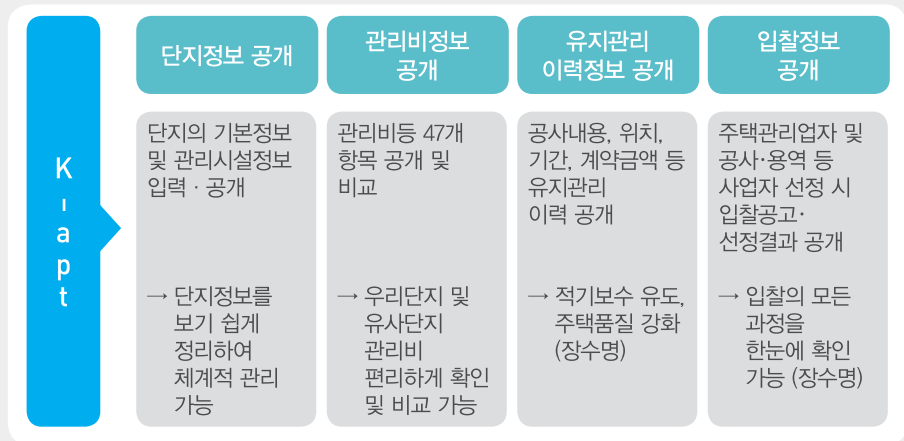 K-apt
단지정보 공개
관리비정보
공개
유지관리
이력정보 공개
입찰정보
공개
단지의 기본정보
및 관리시설정보
입력 · 공개
→ 단지정보를
보기 쉽게
정리하여
체계적 관리
가능
관리비등 47개
항목 공개 및
비교
→ 우리단지 및
유사단지
관리비
편리하게 확인
및 비교 가능
공사내용, 위치,
기간, 계약금액 등
유지관리
이력 공개
→ 적기보수 유도,
주택품질 강화
(장수명)
주택관리업자 및
공사·용역 등
사업자 선정 시
입찰공고·
선정결과 공개
→ 입찰의 모든
과정을
한눈에 확인
가능 (장수명)